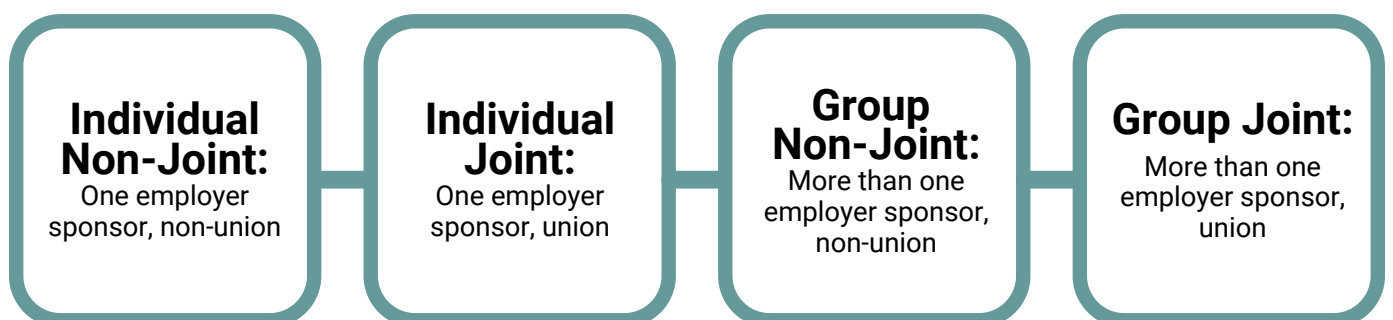 Individual
Non-Joint:
One employer
sponsor, non-union
Individual
Joint:
One employer
sponsor, union
Group
Non-Joint:
More than one
employer sponsor,
non-union
Group Joint:
More than one
employer sponsor,
union